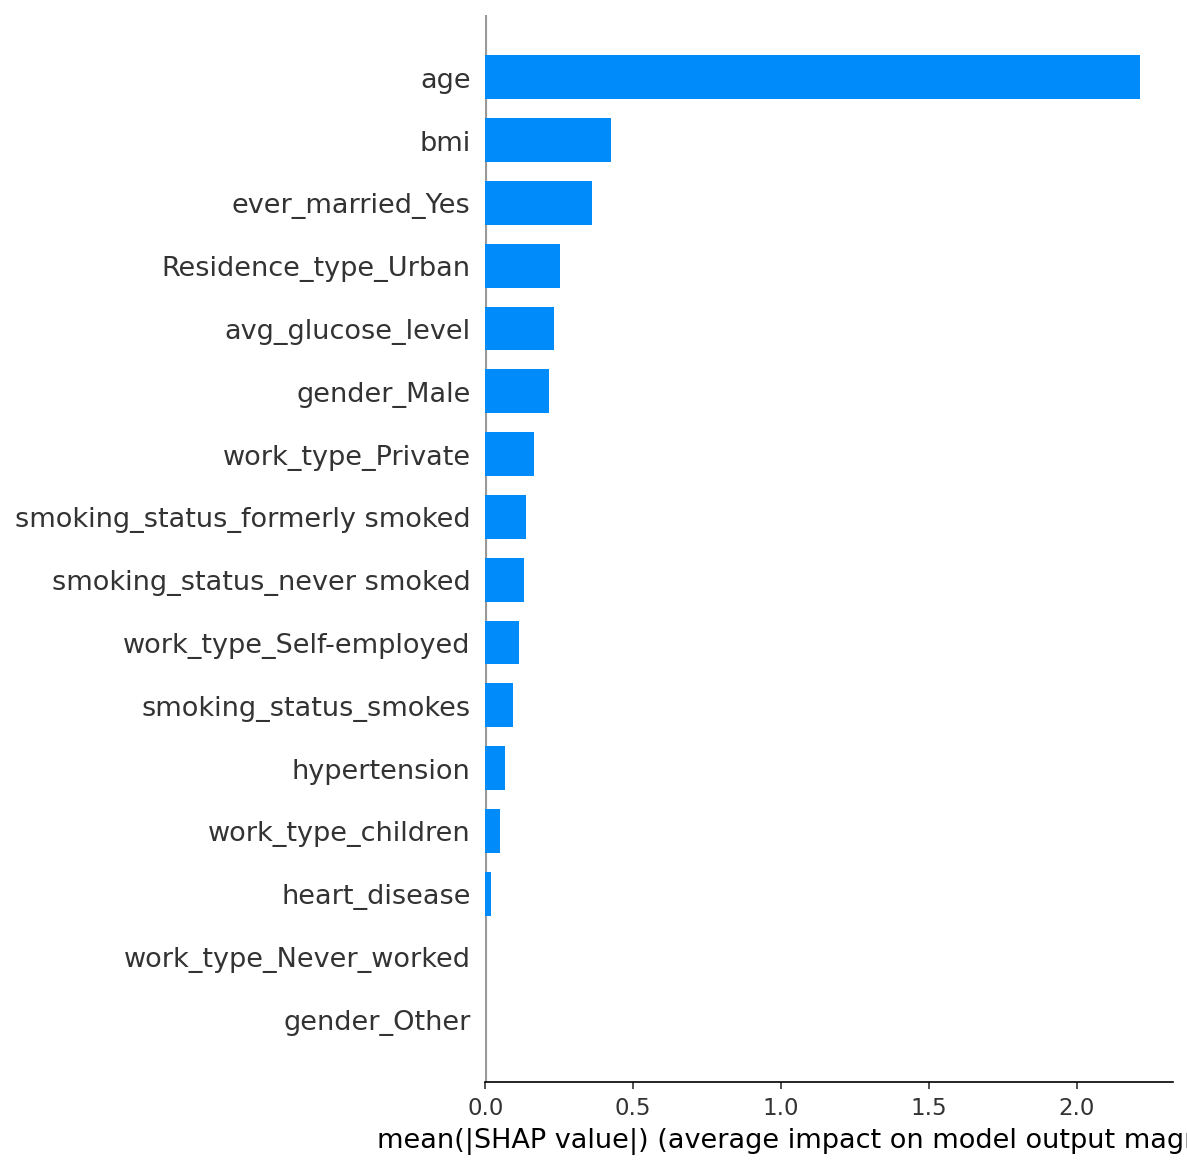 age
bmi
ever_married_Yes
Residence_type_Urban
avg_glucose_level
gender_Male
work_type_Private
smoking_status_formerly smoked
smoking_status_never smoked
work_type_Self-employed
smoking_status_smokes
hypertension
work_type_children
heart_disease
work_type_Never_worked
gender_Other
0.0 0.5 1.0 1.5 2.0
mean(|SHAP value|) (average impact on model output